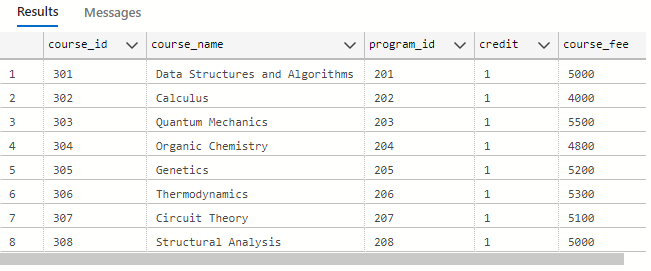 Results Messages
course_id course_name program_id credit course_fee
1 301 Data Structures and Algorithms 201 1 5000
2 302 Calculus 202 1 4000
3 303 Quantum Mechanics 203 1 5500
4 304 Organic Chemistry 204 1 4800
5 305 Genetics 205 1 5200
6 306 Thermodynamics 206 1 5300
7 307 Circuit Theory 207 1 5100
8 308 Structural Analysis 208 1 5000